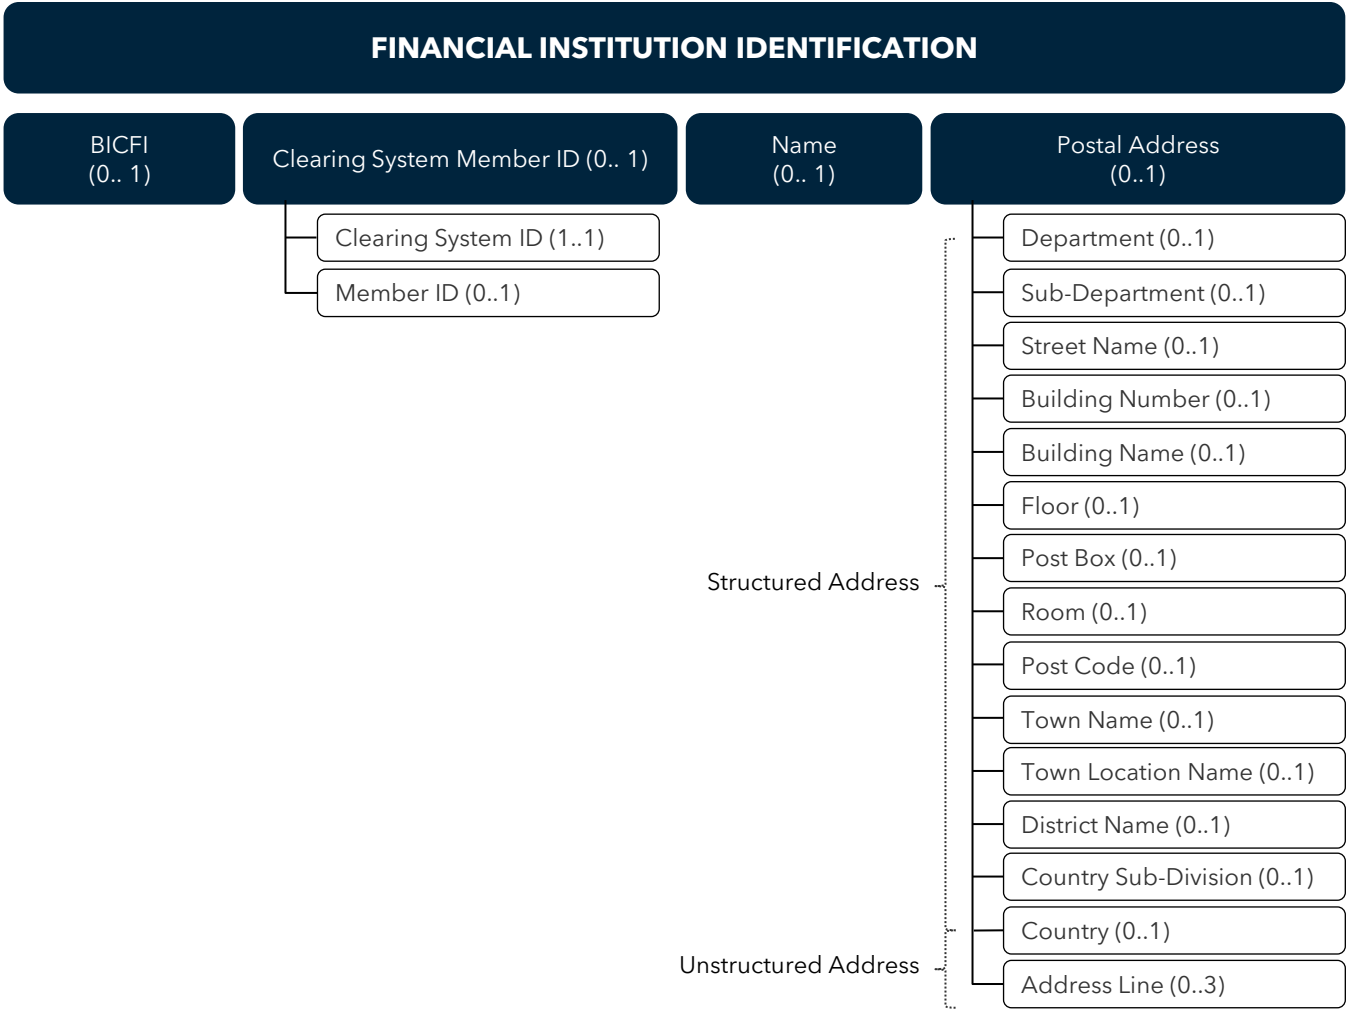 FINANCIAL INSTITUTION IDENTIFICATION
BICFI
(0.. 1)
Clearing System Member ID (0.. 1)
Name
(0.. 1)
Postal Address
(0..1)
Clearing System ID (1..1)
Member ID (0..1)
Department (0..1)
Sub-Department (0..1)
Street Name (0..1)
Building Number (0..1)
Building Name (0..1)
Floor (0..1)
Post Box (0..1)
Structured Address
Room (0..1)
Post Code (0..1)
Town Name (0..1)
Town Location Name (0..1)
District Name (0..1)
Country Sub-Division (0..1)
Country (0..1)
Unstructured Address
Address Line (0..3)